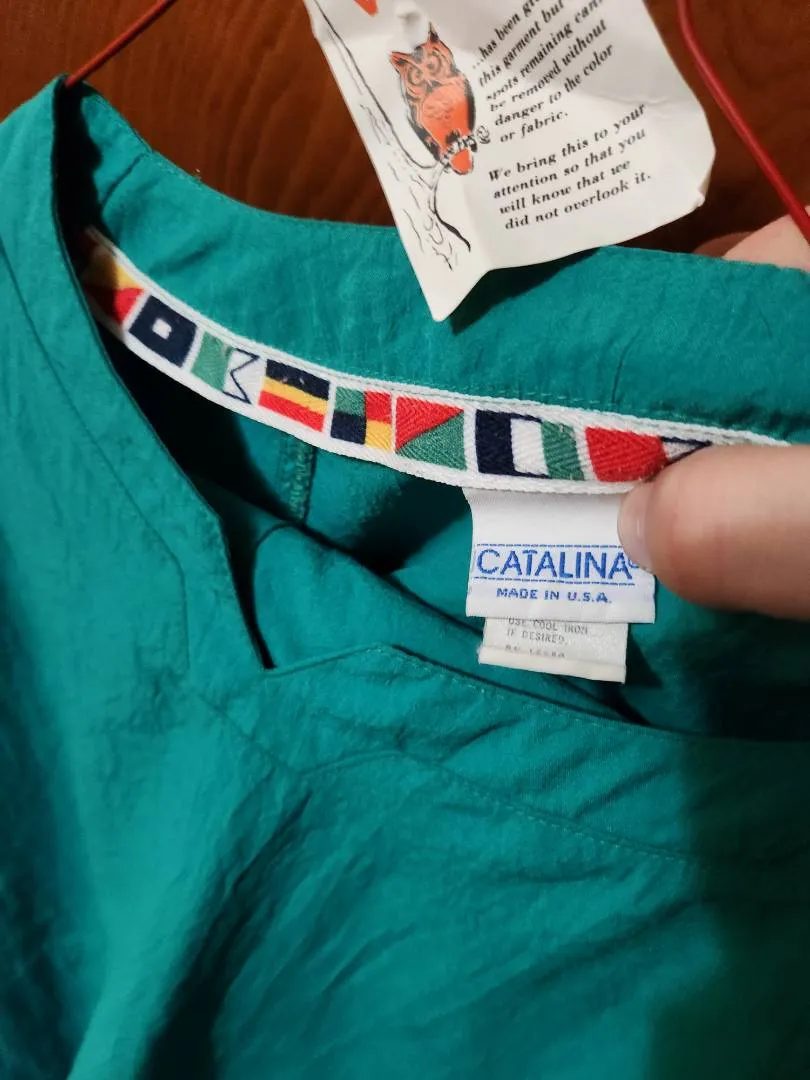 has been gr
this garment but
spots remaining can
be removed without
danger to the color
or fabric.
We bring this to your
attention so that you
will know that we
did not overlook it.
CATALINA
MADE IN U.S.A.
USE COOL IRON
IF DESIRED.